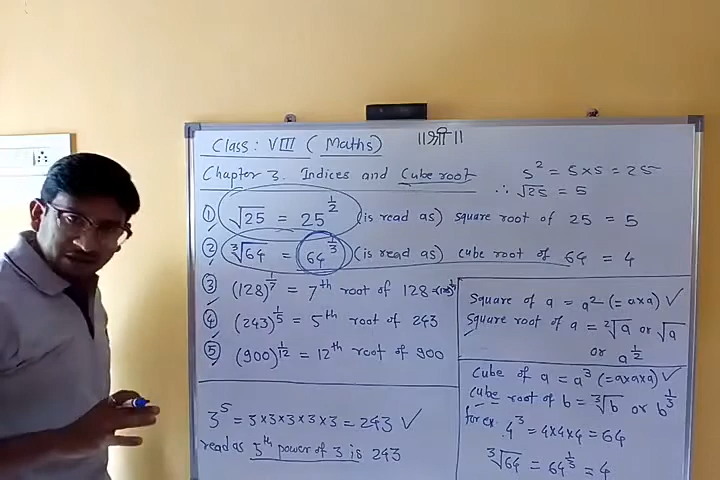 Class: VIII (Maths)
॥श्री॥
Chapter 3. Indices and Cube root
5² = 5 × 5 = 25
∴ √25 = 5
① √25 = 25^(1/2) (is read as) square root of 25 = 5
② ∛64 = 64^(1/3) (is read as) cube root of 64 = 4
③ (128)^(1/7) = 7th root of 128
④ (243)^(1/5) = 5th root of 243
⑤ (900)^(1/12) = 12th root of 900
3⁵ = 3×3×3×3×3 = 243 ✓
read as 5th power of 3 is 243
Square of a = a² (= a×a) ✓
Square root of a = ²√a or √a
or a^(1/2)
Cube of a = a³ (= a×a×a) ✓
cube root of b = ³√b or b^(1/3)
for ex. 4³ = 4×4×4 = 64
³√64 = 64^(1/3) = 4